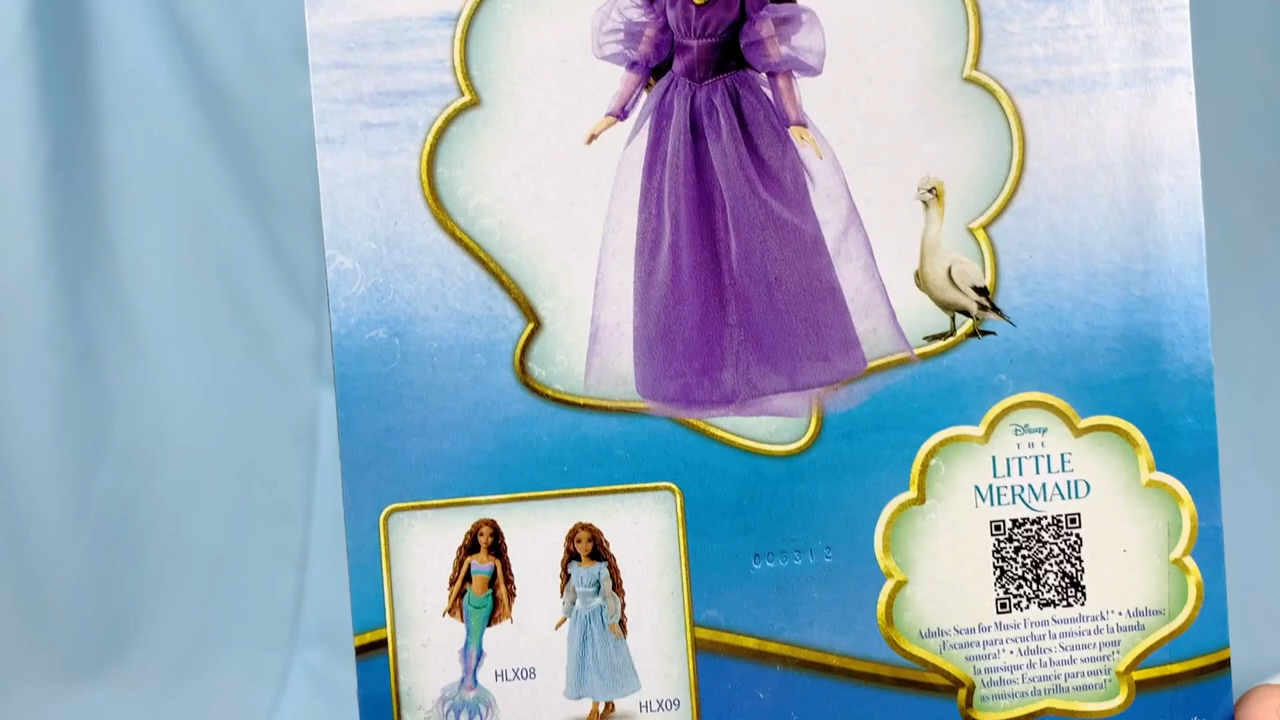 Disney
THE
LITTLE
MERMAID
006312
Adults: Scan for Music From Soundtrack!* • Adultos:
¡Escanea para escuchar la música de la banda
sonora!* • Adultes : Scannez pour
la musique de la bande sonore!*
Adultos: Escaneie para ouvir
as músicas da trilha sonora!*
HLX08
HLX09